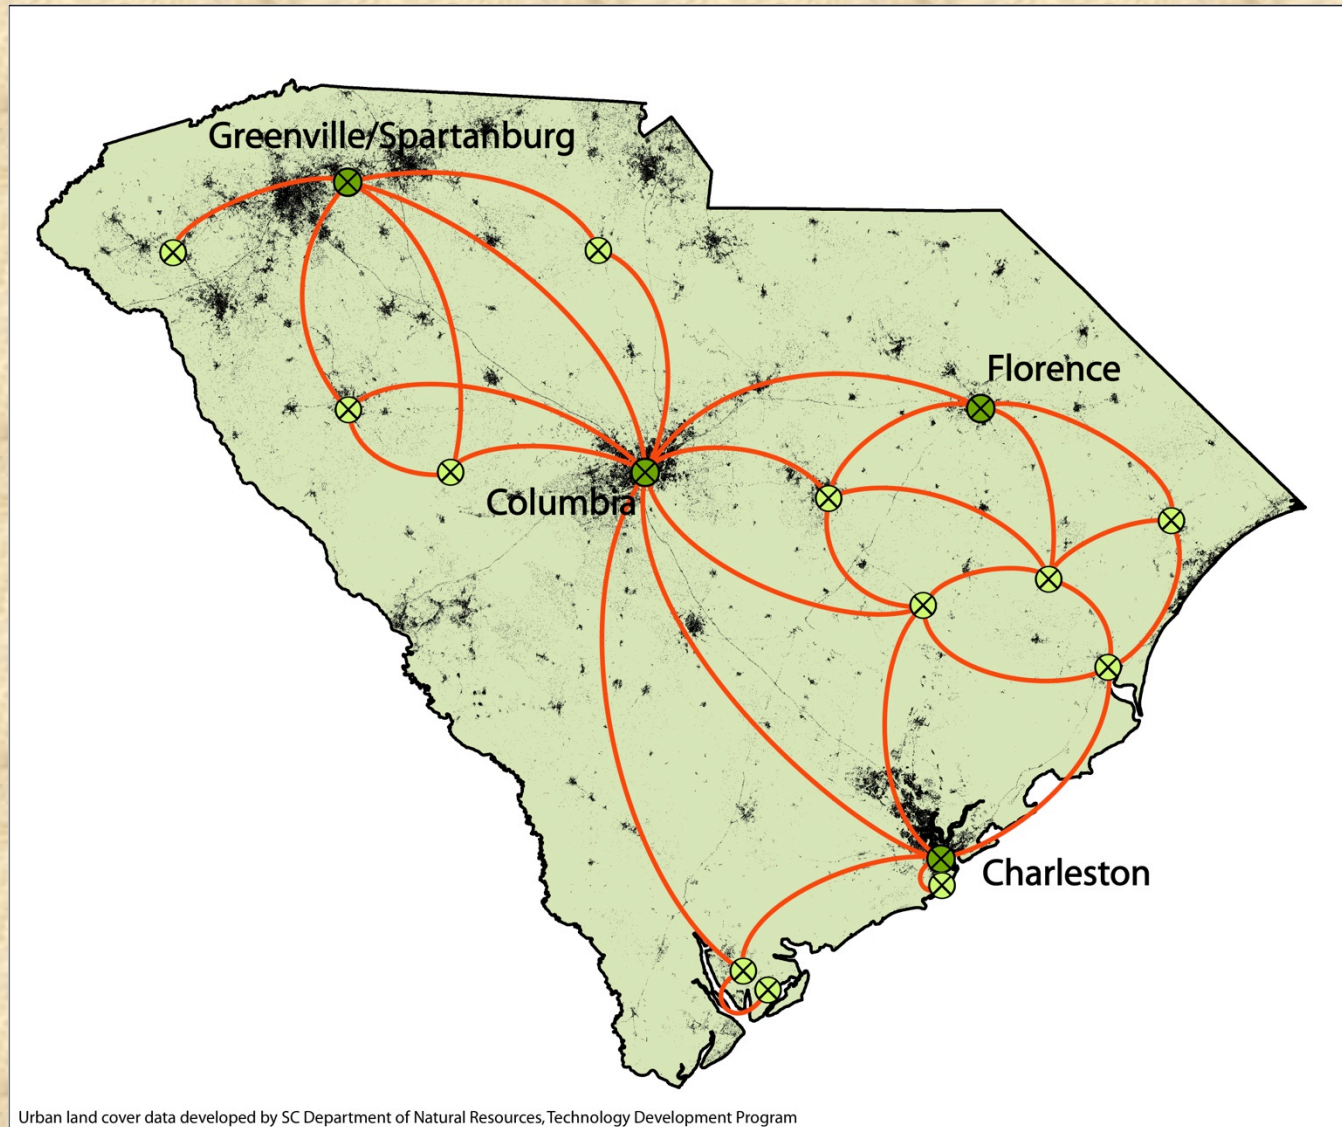 Greenville/Spartanburg
Florence
Columbia
Charleston
Urban land cover data developed by SC Department of Natural Resources, Technology Development Program